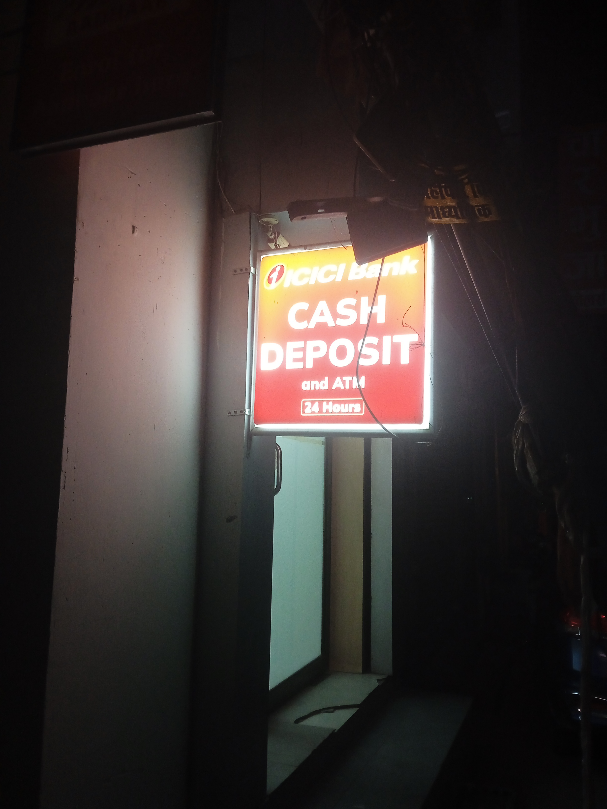 ICICI Bank
CASH
DEPOSIT
and ATM
24 Hours